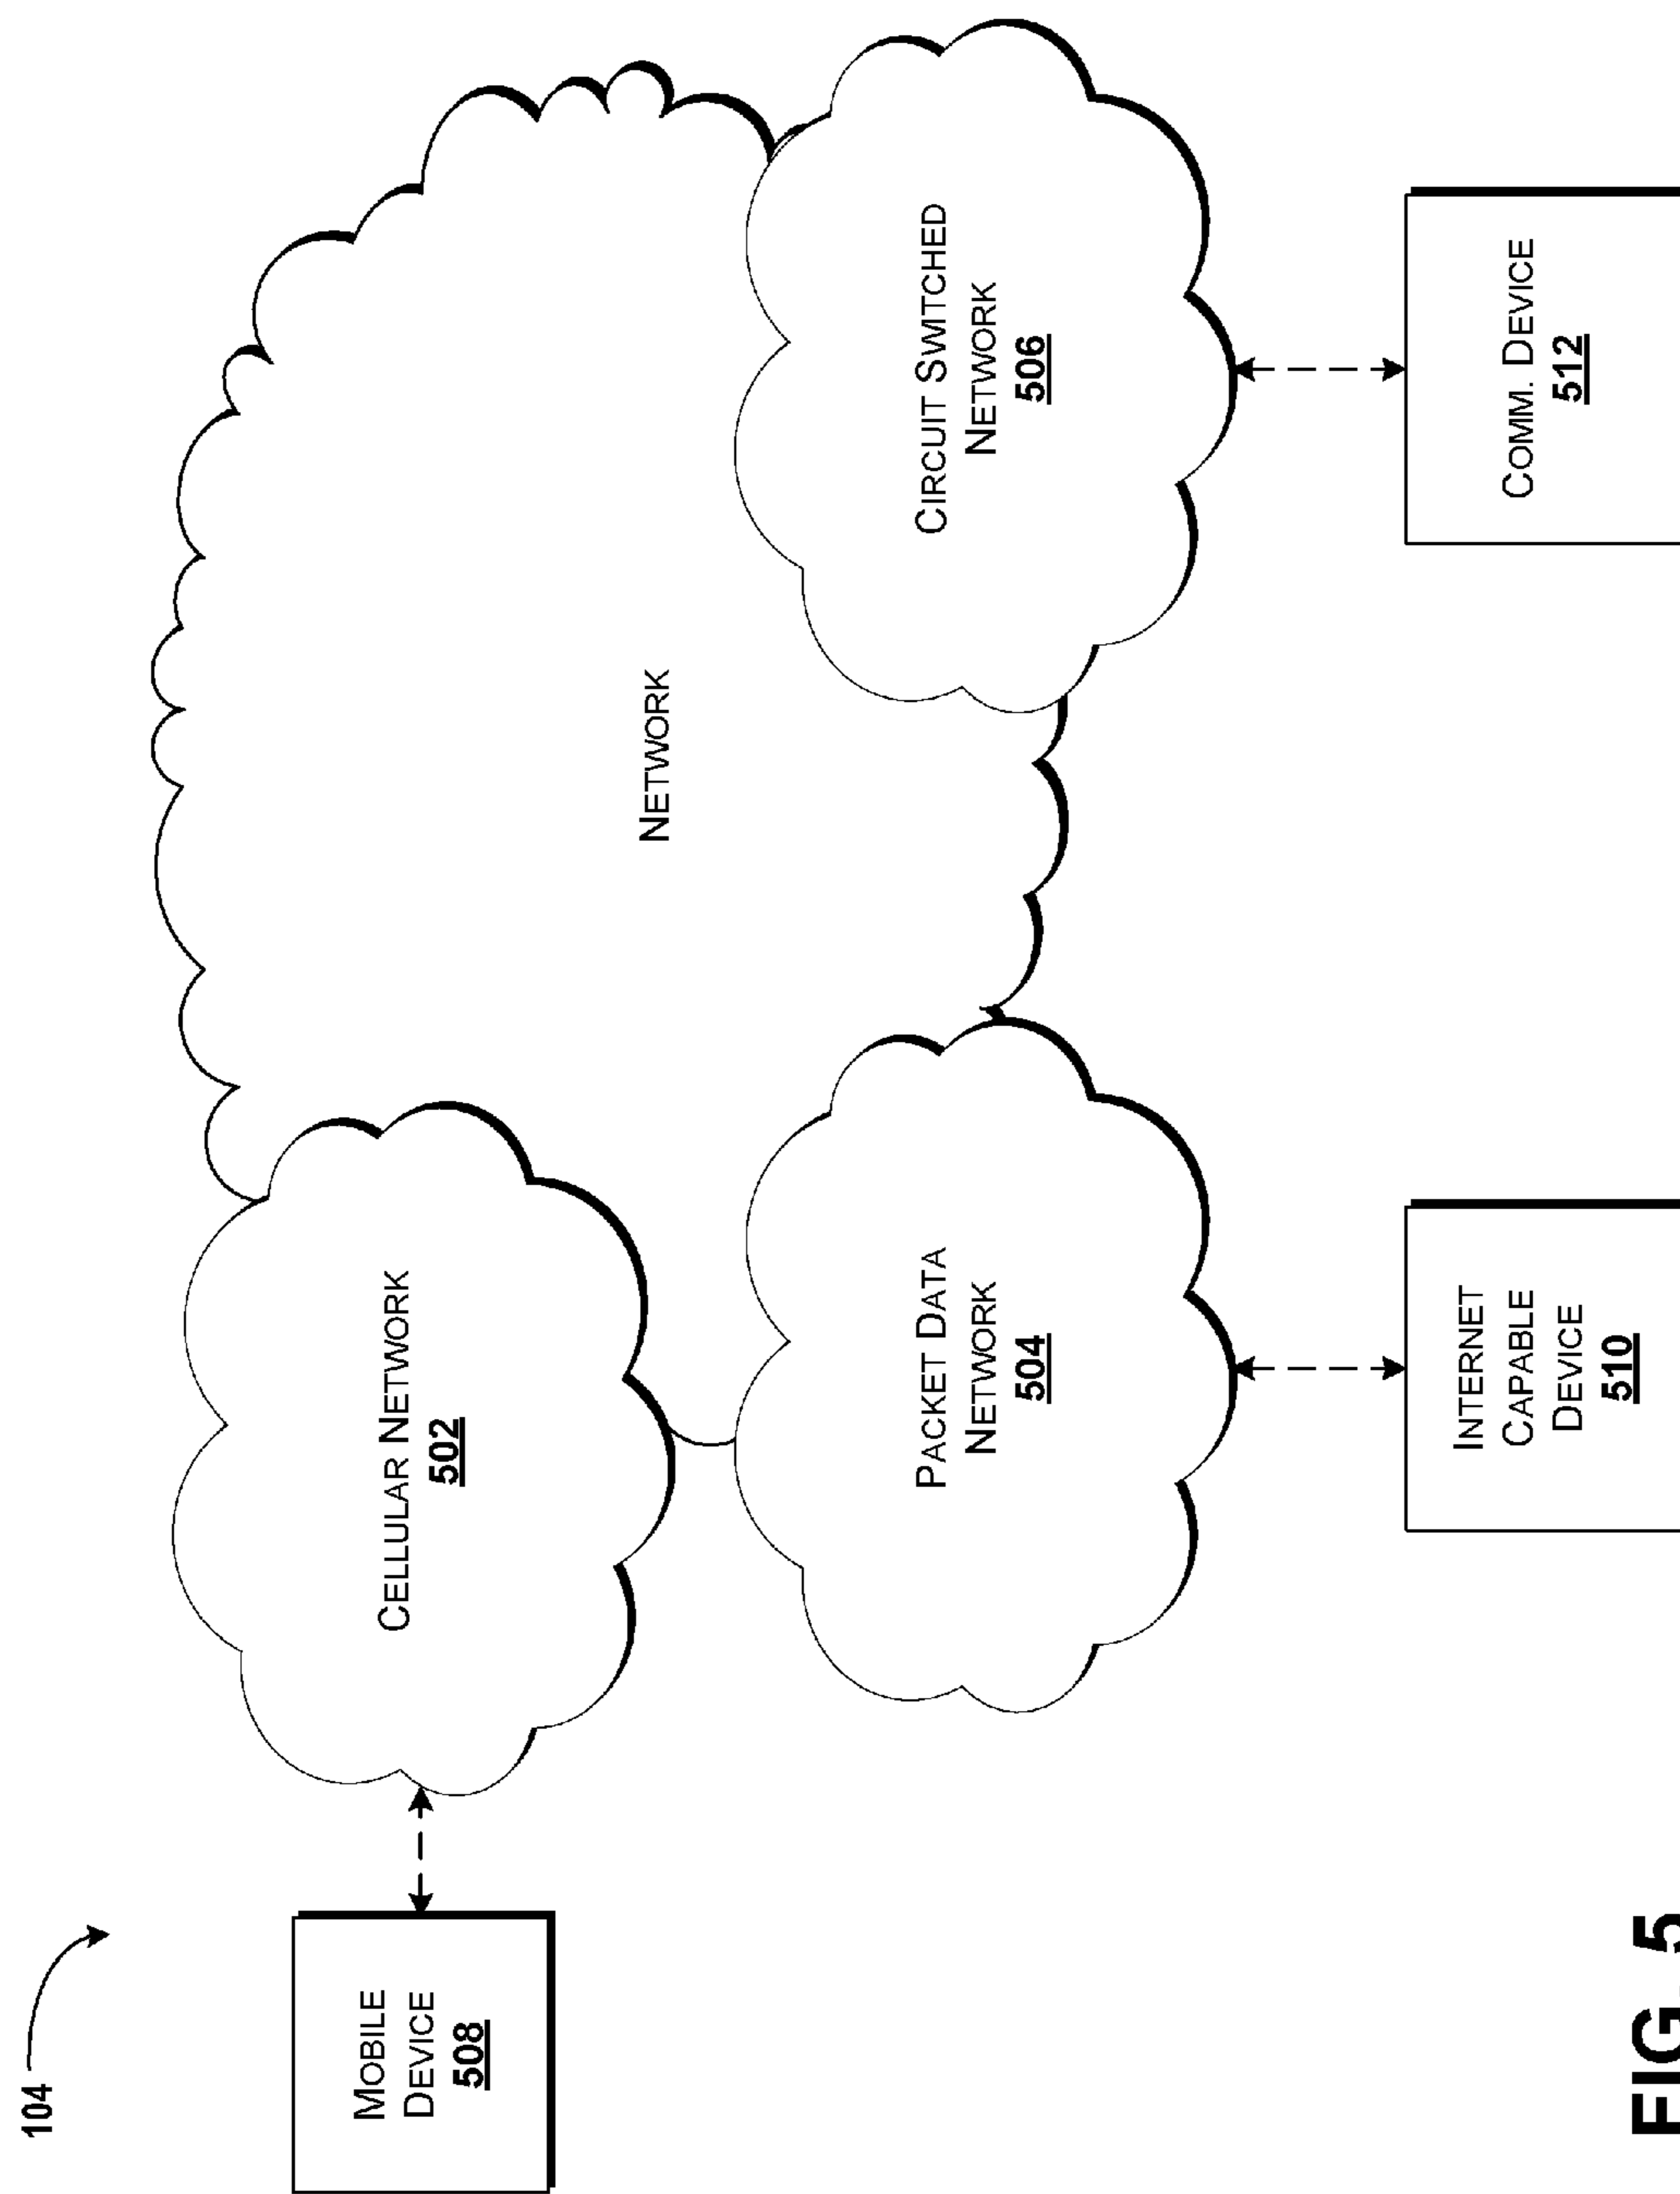 104
MOBILE
DEVICE
508
CELLULAR NETWORK
502
NETWORK
PACKET DATA
NETWORK
504
CIRCUIT SWITCHED
NETWORK
506
INTERNET
CAPABLE
DEVICE
510
COMM. DEVICE
512
FIG. 5